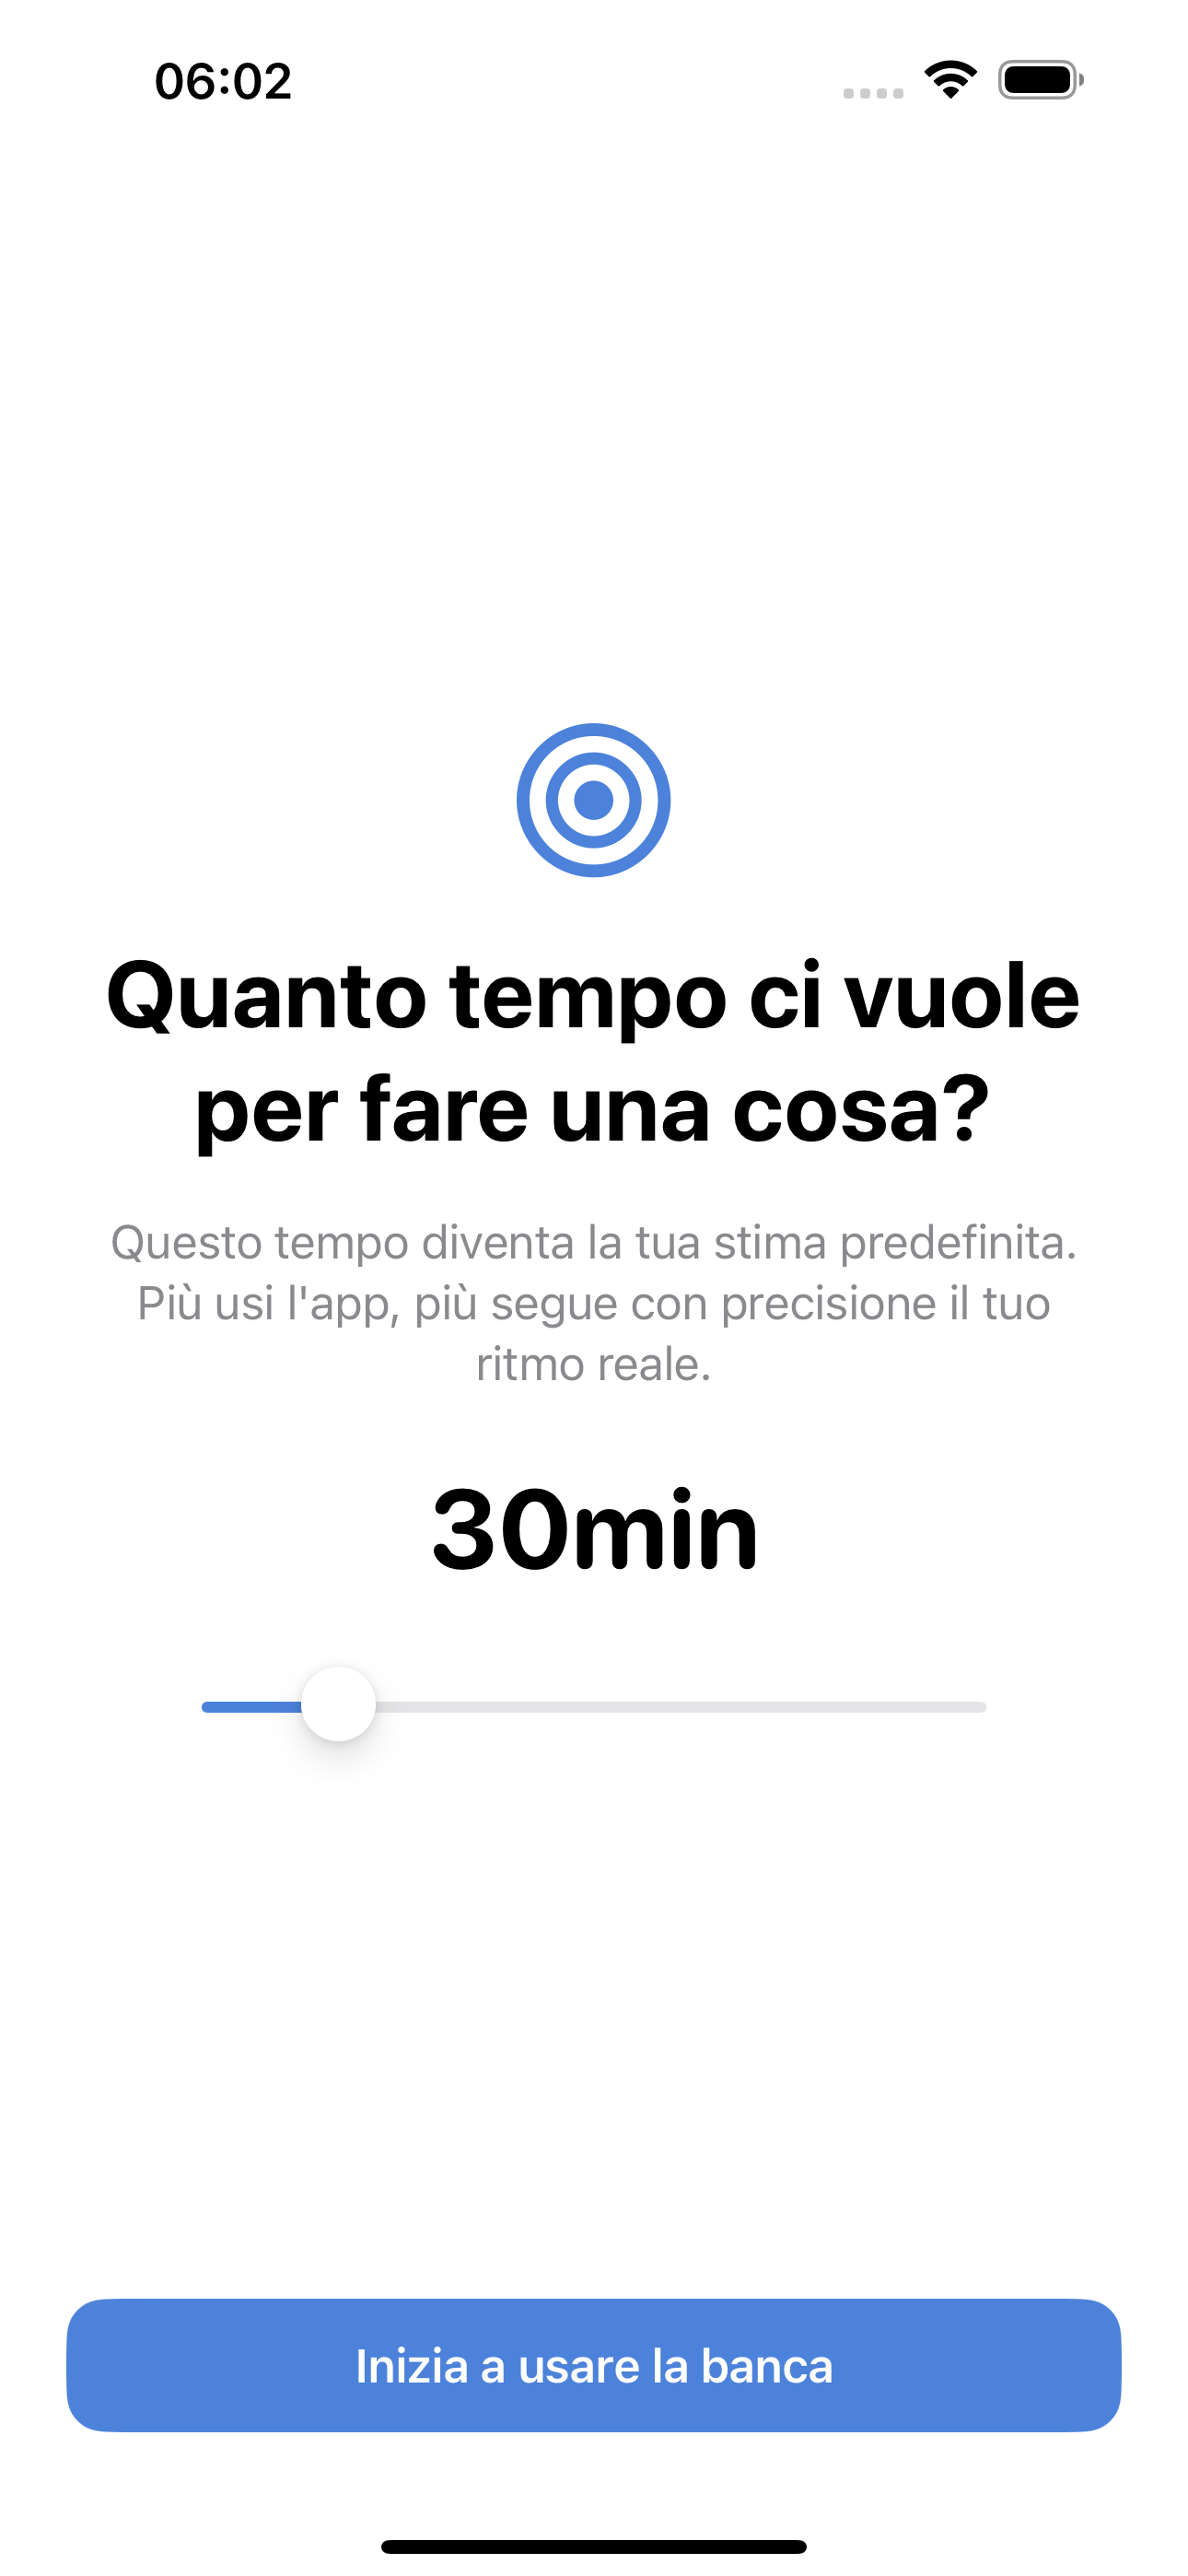 06:02
Quanto tempo ci vuole
per fare una cosa?
Questo tempo diventa la tua stima predefinita.
Più usi l'app, più segue con precisione il tuo
ritmo reale.
30min
Inizia a usare la banca